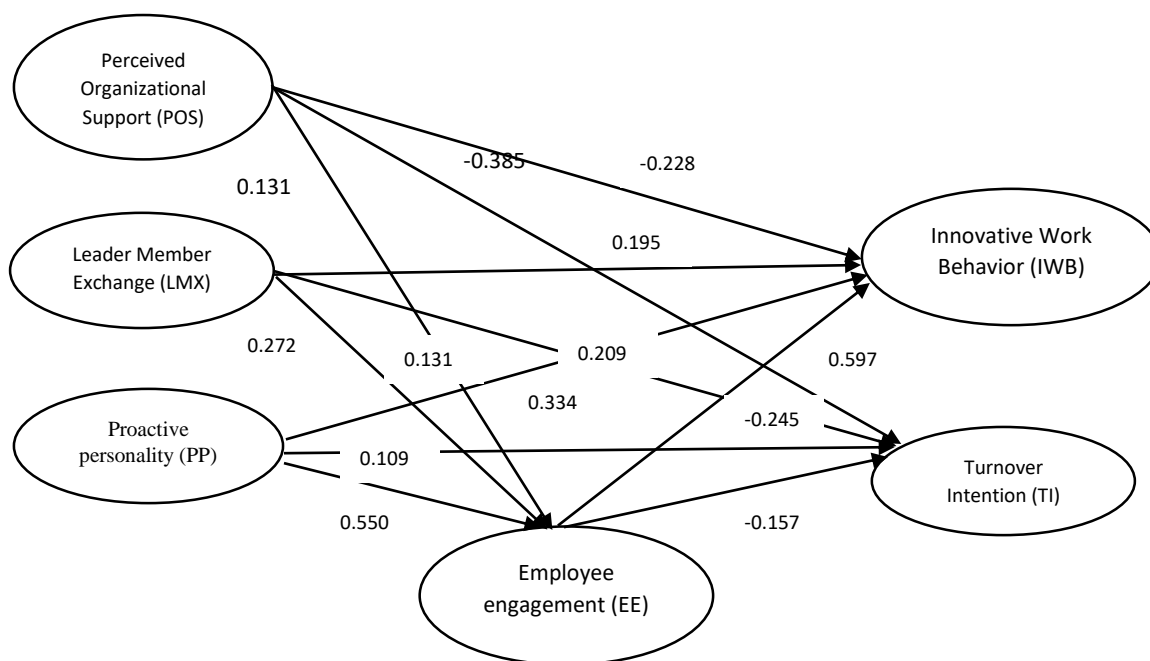 Perceived
Organizational
Support (POS)
-0.385
-0.228
0.131
Leader Member
Exchange (LMX)
0.195
Innovative Work
Behavior (IWB)
0.272
0.131
0.209
0.597
0.334
-0.245
Proactive
personality (PP)
0.109
Turnover
Intention (TI)
0.550
-0.157
Employee
engagement (EE)